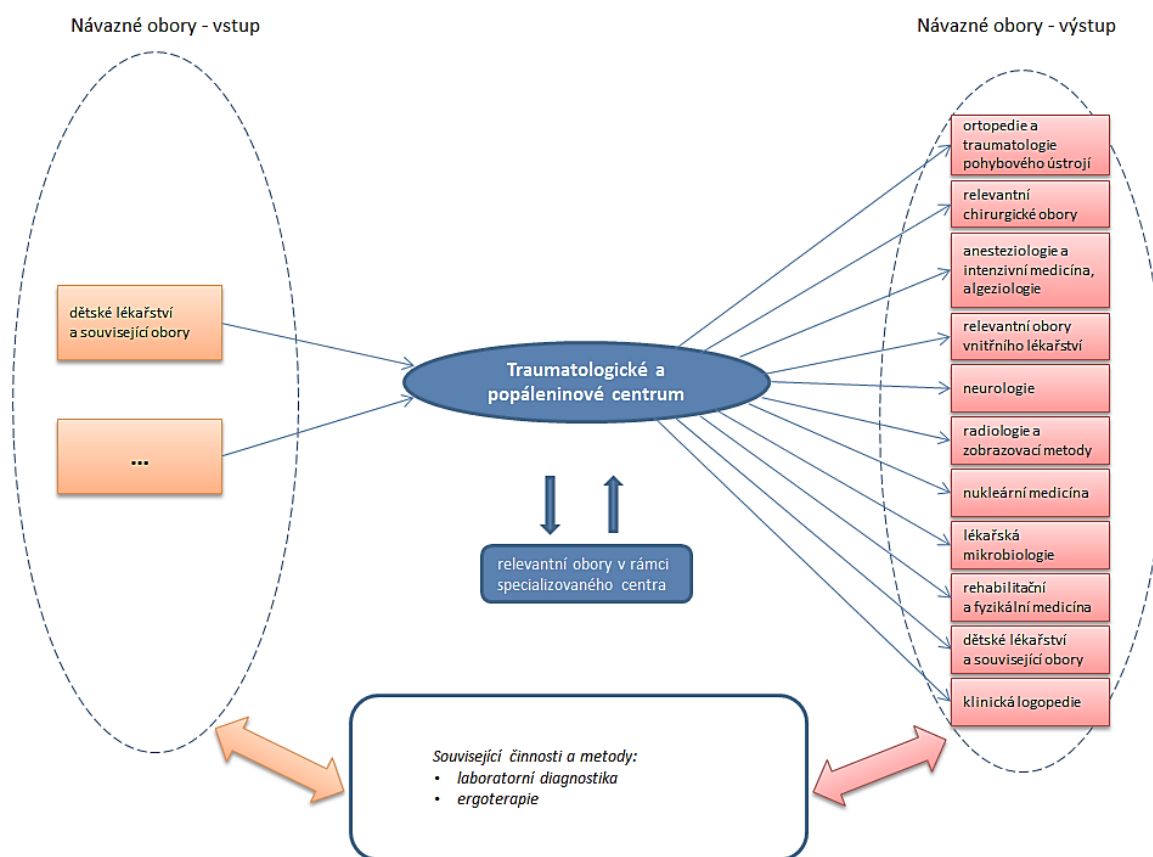 Návazné obory - vstup
Návazné obory - výstup
dětské lékařství
a související obory
...
Traumatologické a
popáleninové centrum
relevantní obory v rámci
specializovaného centra
ortopedie a
traumatologie
pohybového ústrojí
relevantní
chirurgické obory
anesteziologie a
intenzivní medicína,
algeziologie
relevantní obory
vnitřního lékařství
neurologie
radiologie a
zobrazovací metody
nukleární medicína
lékařská
mikrobiologie
rehabilitační
a fyzikální medicína
dětské lékařství
a související obory
klinická logopedie
Související činnosti a metody:
• laboratorní diagnostika
• ergoterapie